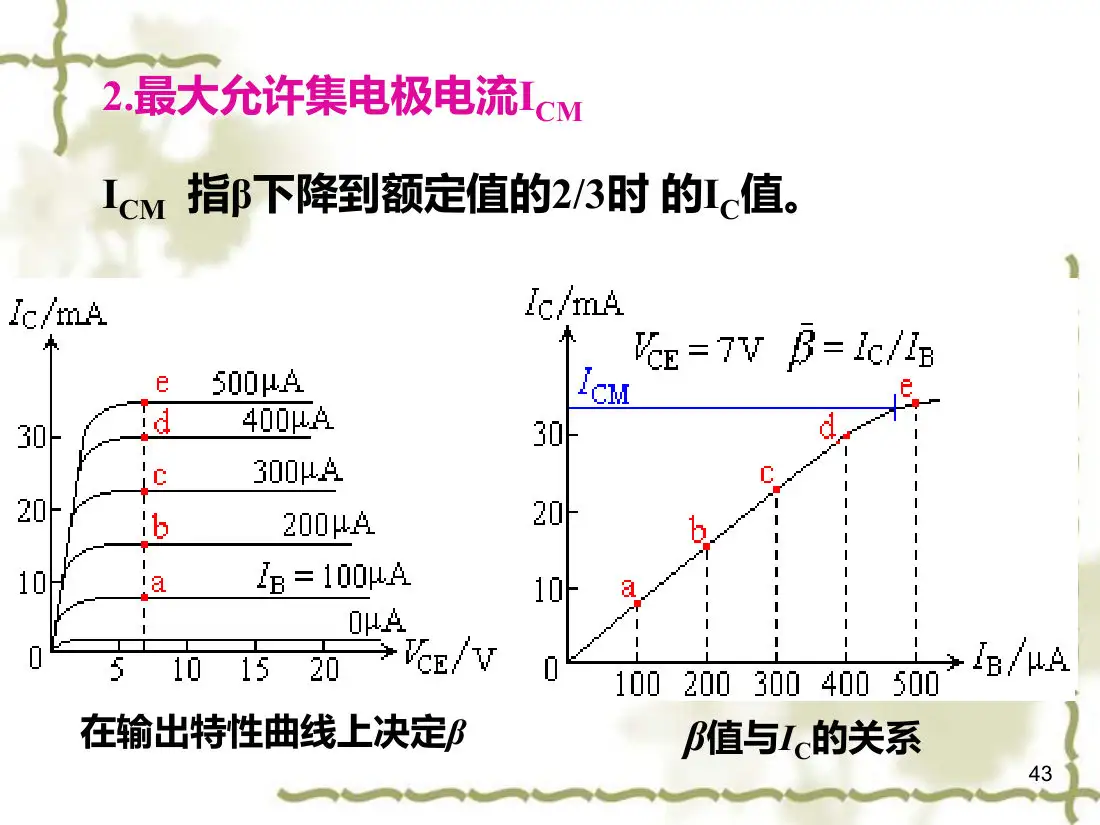 2.最大允许集电极电流ICM
ICM 指β下降到额定值的2/3时 的IC值。
IC/mA
e 500μA
d 400μA
30
c 300μA
20
b 200μA
10
a IB=100μA
0μA
0 5 10 15 20 VCE/V
在输出特性曲线上决定β
IC/mA
VCE=7V β̄=IC/IB
ICM
e
30
d
c
20
b
10
a
0 100 200 300 400 500 IB/μA
β值与IC的关系
43